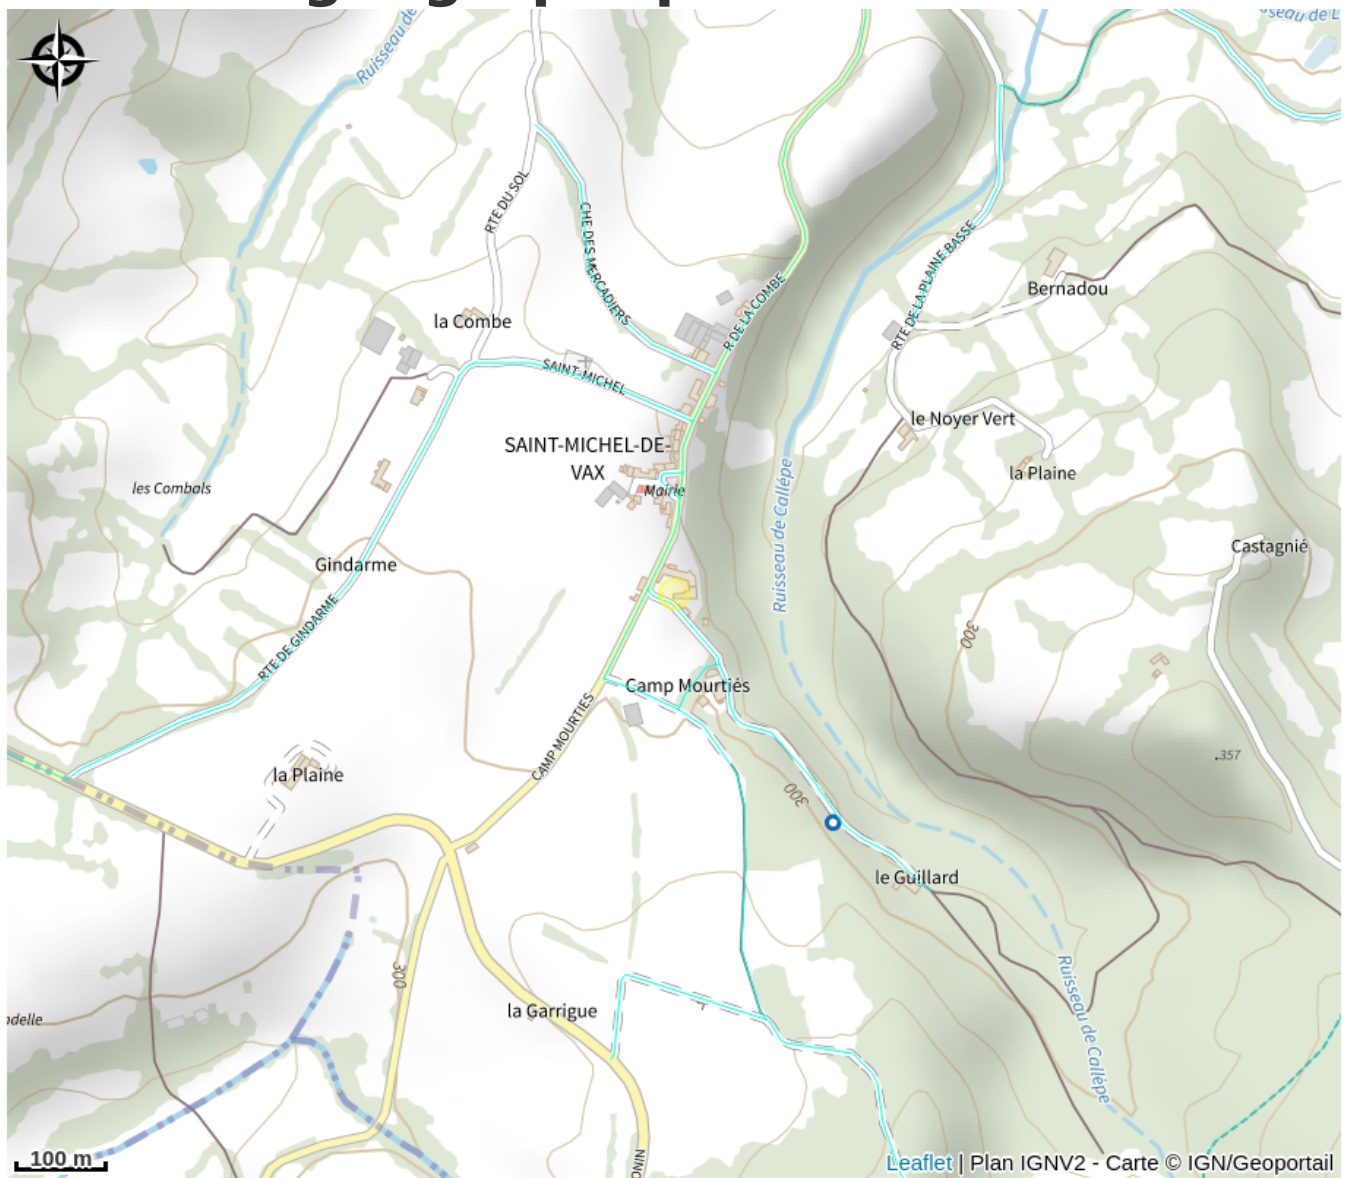 Ruisseau de
RTE DU SOL
CHE DES MERCADIERS
R DE LA COMBE
RTE DE LA PLAINE BASSE
Bernadou
la Combe
SAINT-MICHEL
le Noyer Vert
SAINT-MICHEL-DE-
VAX
la Plaine
les Combals
Mairie
Ruisseau de Callèpe
Castagnié
Gindarme
300
RTE DE GINDARME
Camp Mourtiés
CAMP MOURTIES
.357
la Plaine
300
le Guillard
300
la Garrigue
Ruisseau de Callèpe
100 m
Leaflet | Plan IGNV2 - Carte © IGN/Geoportail